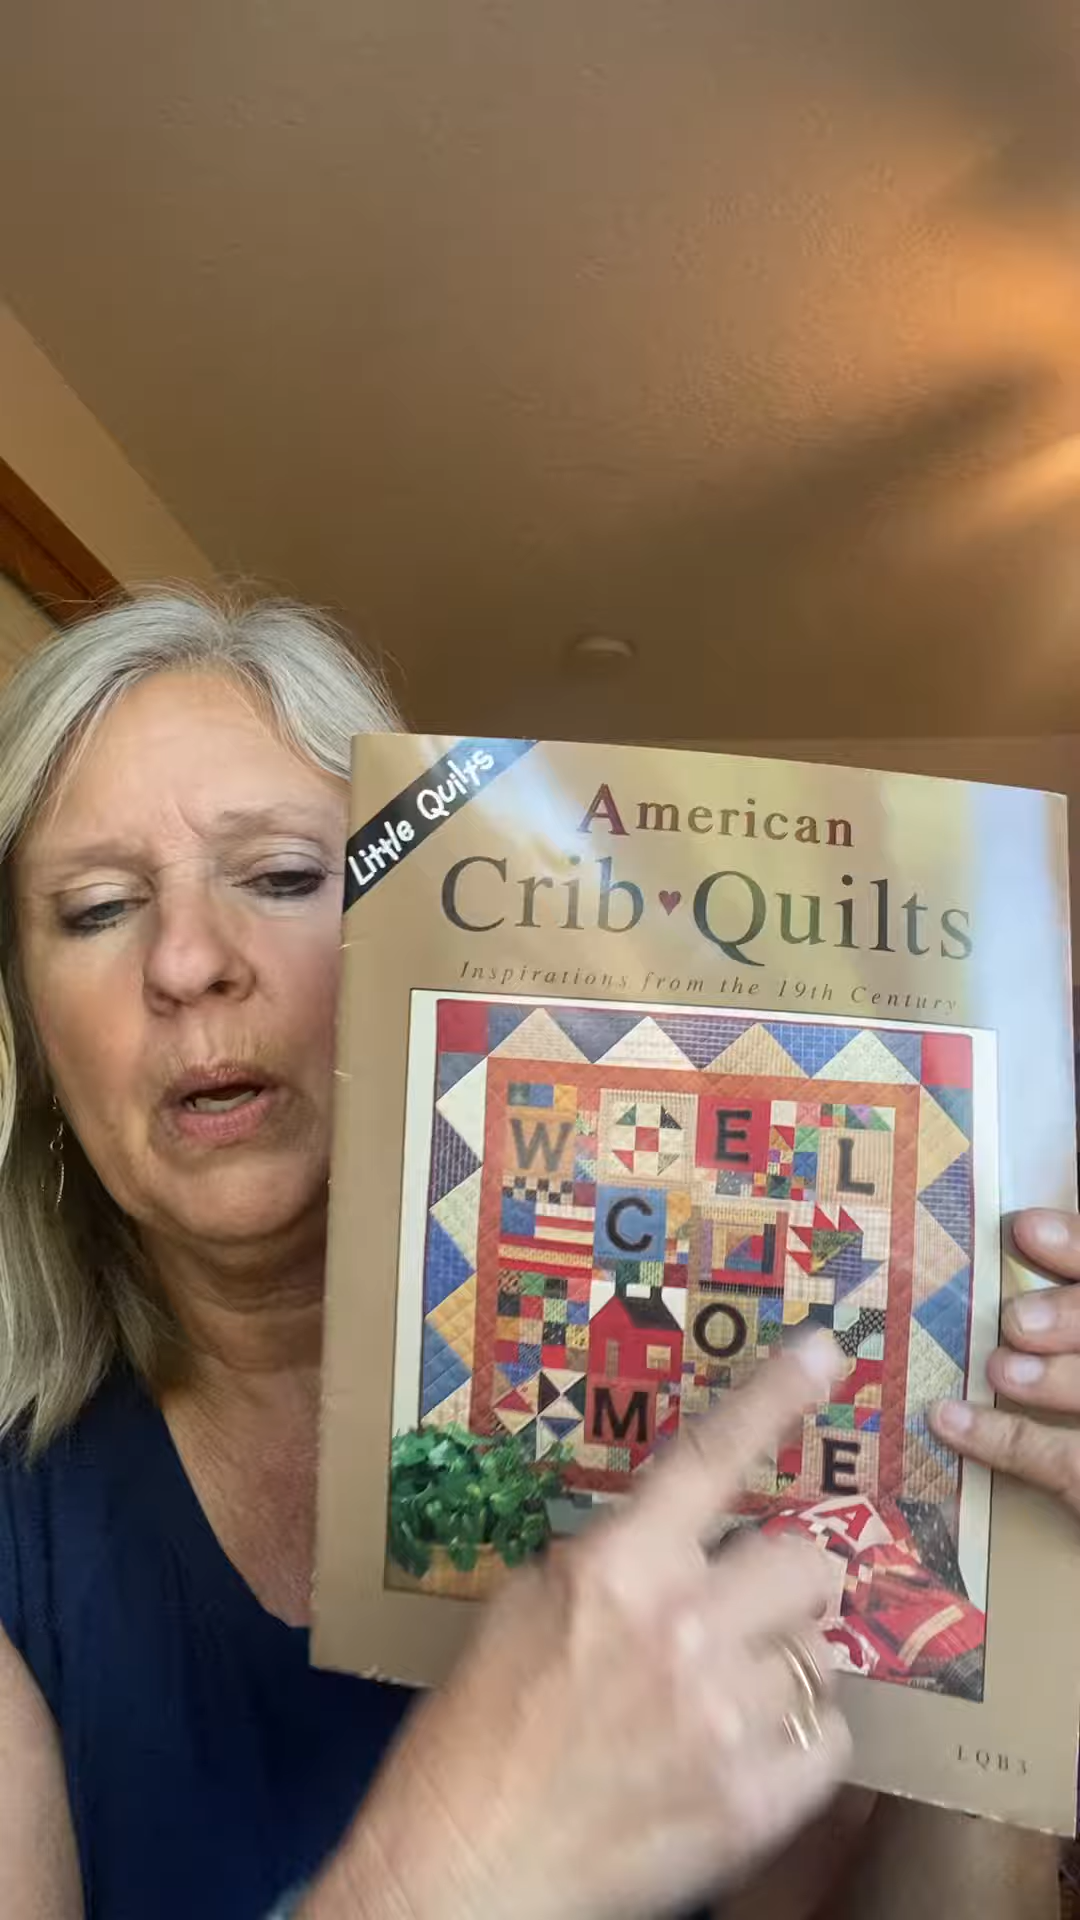 Little Quilts
American
Crib♥Quilts
Inspirations from the 19th Century
W E L
C
O
M
E
A
LQB3